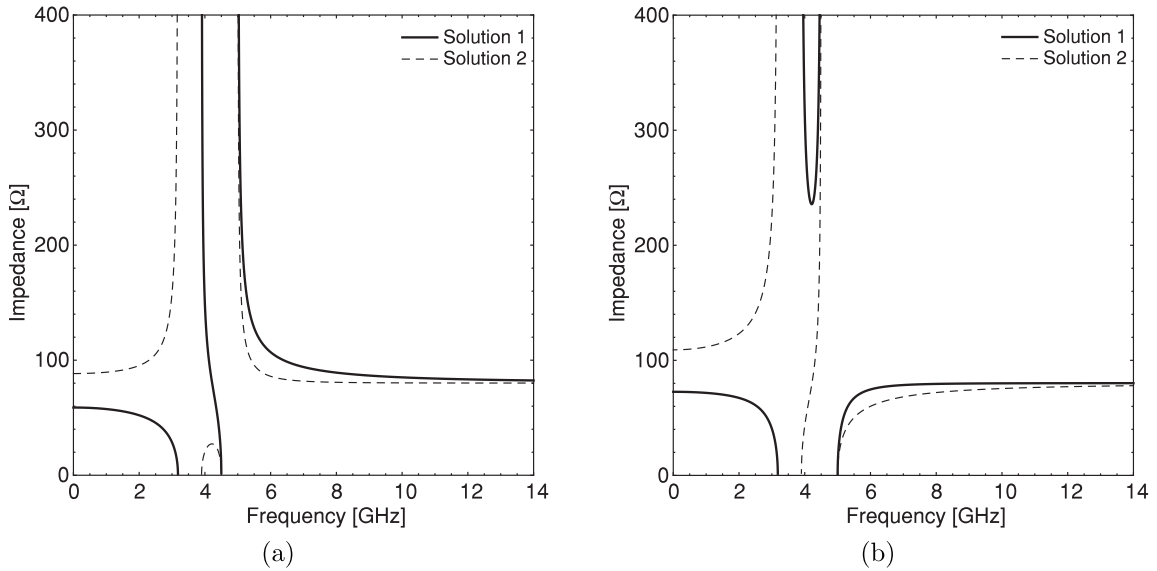 400
300
200
100
0
Impedance [Ω]
0 2 4 6 8 10 12 14
Frequency [GHz]
Solution 1
Solution 2
(a)
400
300
200
100
0
Impedance [Ω]
0 2 4 6 8 10 12 14
Frequency [GHz]
Solution 1
Solution 2
(b)